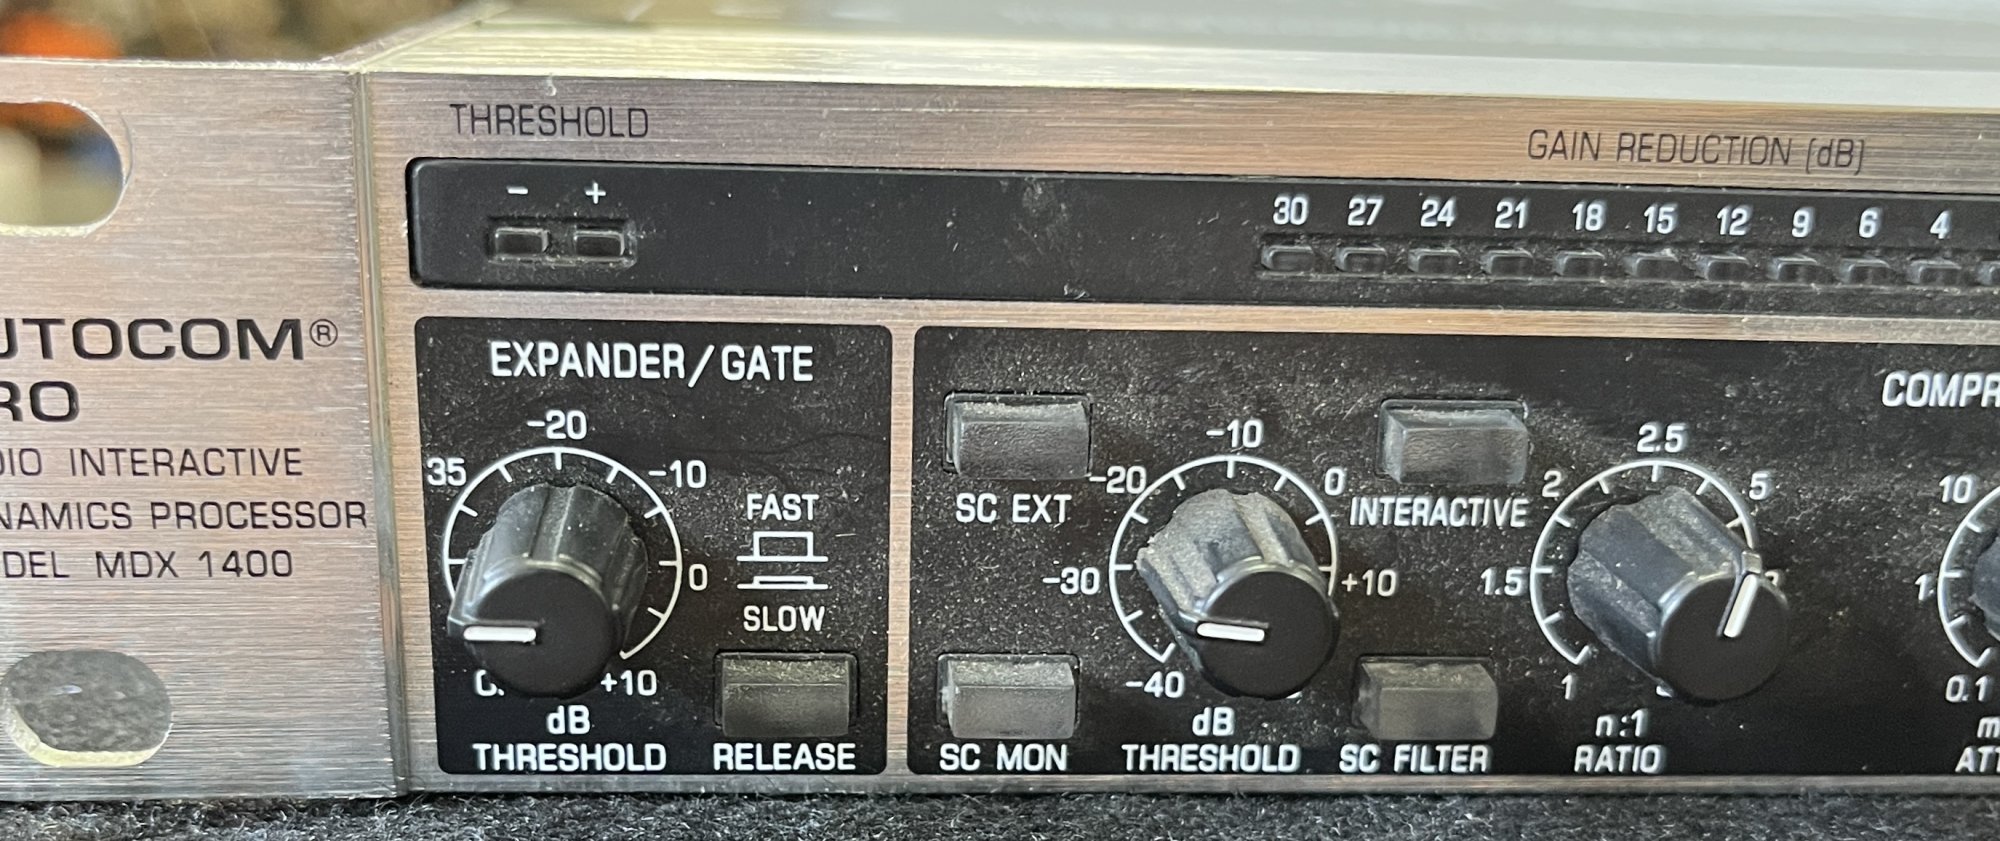 THRESHOLD
GAIN REDUCTION (dB)
- +
30 27 24 21 18 15 12 9 6 4
UTOCOM®
RO
DIO INTERACTIVE
NAMICS PROCESSOR
DEL MDX 1400
EXPANDER/GATE
-20
35
-10
0
+10
dB
THRESHOLD
FAST
SLOW
RELEASE
COMPR
SC EXT
SC MON
-10
-20
0
-30
+10
-40
dB
THRESHOLD
INTERACTIVE
SC FILTER
2.5
2
5
1.5
1
n:1
RATIO
10
1
0.1
m
ATT